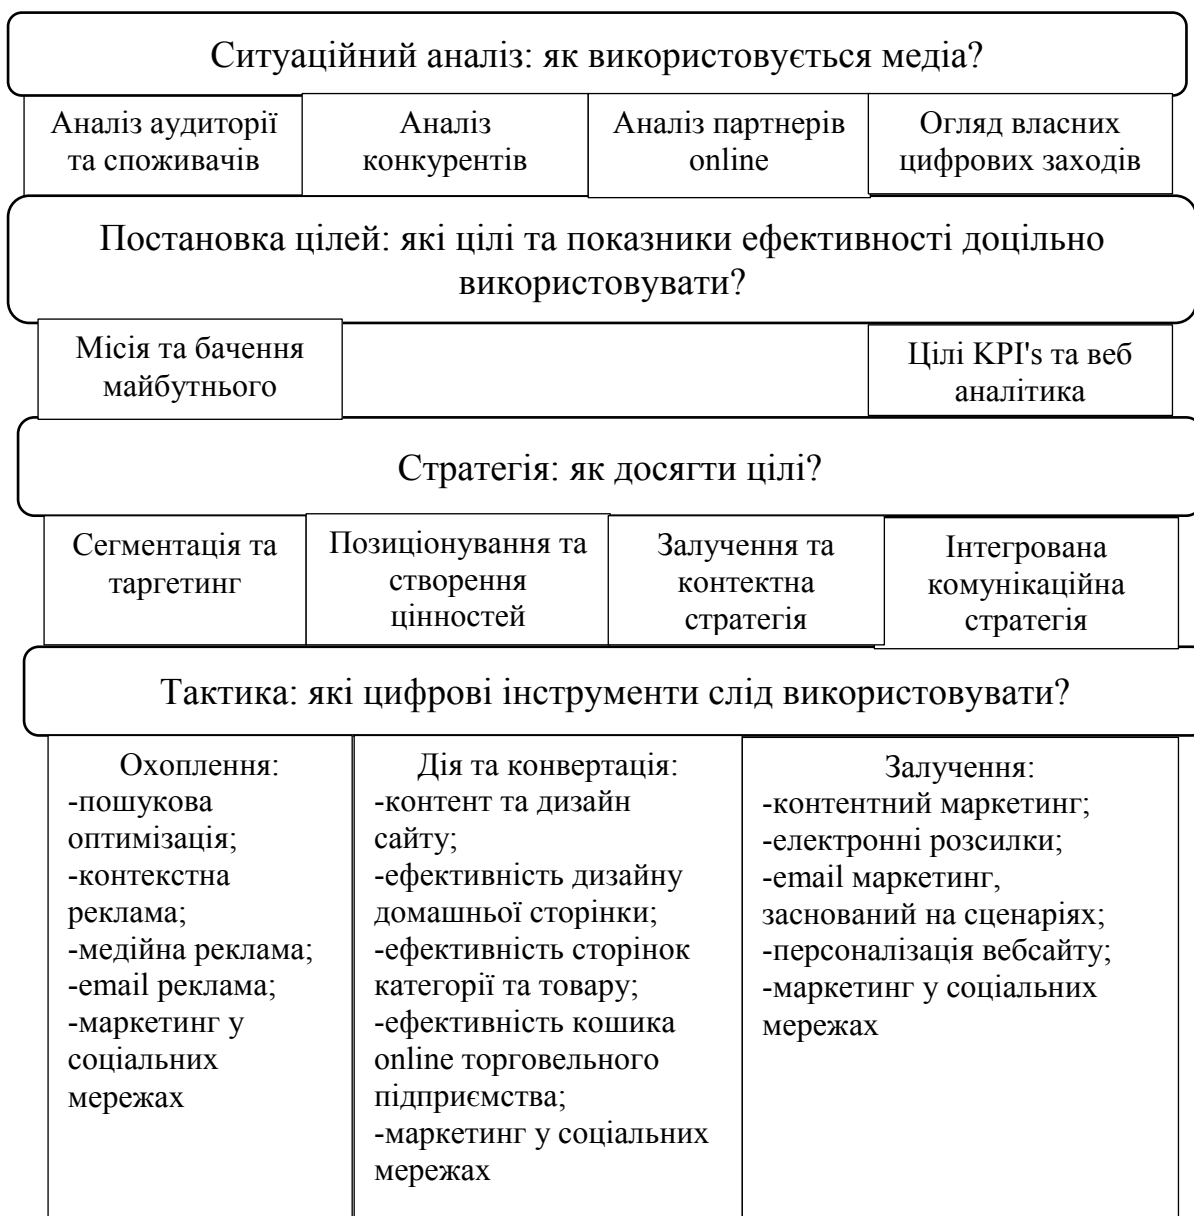 Ситуаційний аналіз: як використовується медіа?
Аналіз аудиторії
та споживачів
Аналіз
конкурентів
Аналіз партнерів
online
Огляд власних
цифрових заходів
Постановка цілей: які цілі та показники ефективності доцільно
використовувати?
Місія та бачення
майбутнього
Цілі KPI's та веб
аналітика
Стратегія: як досягти цілі?
Сегментація та
таргетинг
Позиціонування та
створення
цінностей
Залучення та
контектна
стратегія
Інтегрована
комунікаційна
стратегія
Тактика: які цифрові інструменти слід використовувати?
Охоплення:
-пошукова
оптимізація;
-контекстна
реклама;
-медійна реклама;
-email реклама;
-маркетинг у
соціальних
мережах
Дія та конвертація:
-контент та дизайн
сайту;
-ефективність дизайну
домашньої сторінки;
-ефективність сторінок
категорії та товару;
-ефективність кошика
online торговельного
підприємства;
-маркетинг у соціальних
мережах
Залучення:
-контентний маркетинг;
-електронні розсилки;
-email маркетинг,
заснований на сценаріях;
-персоналізація вебсайту;
-маркетинг у соціальних
мережах